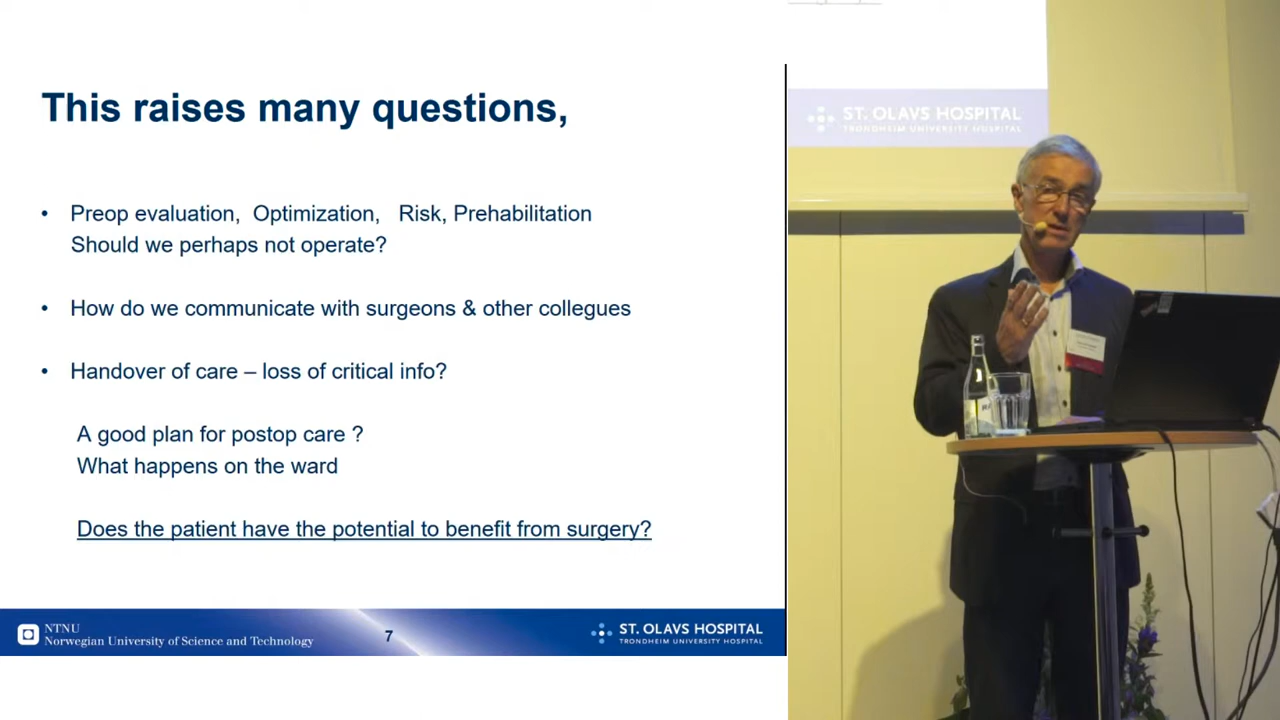 This raises many questions,
• Preop evaluation, Optimization, Risk, Prehabilitation
Should we perhaps not operate?
• How do we communicate with surgeons & other collegues
• Handover of care – loss of critical info?
A good plan for postop care ?
What happens on the ward
Does the patient have the potential to benefit from surgery?
NTNU
Norwegian University of Science and Technology
7
ST. OLAVS HOSPITAL
TRONDHEIM UNIVERSITY HOSPITAL
ST. OLAVS HOSPITAL
TRONDHEIM UNIVERSITY HOSPITAL